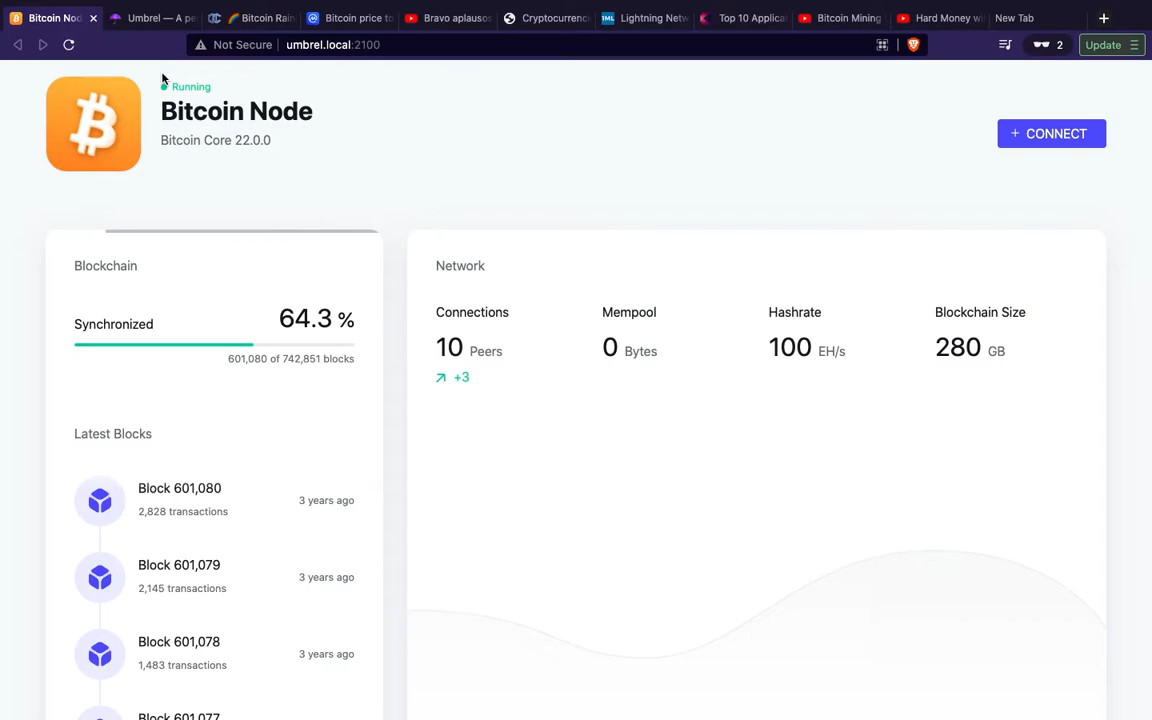 Bitcoin Nod
Umbrel — A pe
Bitcoin Rain
Bitcoin price to
Bravo aplausos
Cryptocurrenc
1ML
Lightning Netw
Top 10 Applica
Bitcoin Mining
Hard Money wi
New Tab
Not Secure
umbrel.local:2100
2
Update
Running
Bitcoin Node
Bitcoin Core 22.0.0
+ CONNECT
Blockchain
Synchronized
64.3 %
601,080 of 742,851 blocks
Latest Blocks
Block 601,080
2,828 transactions
3 years ago
Block 601,079
2,145 transactions
3 years ago
Block 601,078
1,483 transactions
3 years ago
Block 601,077
Network
Connections
10 Peers
+3
Mempool
0 Bytes
Hashrate
100 EH/s
Blockchain Size
280 GB